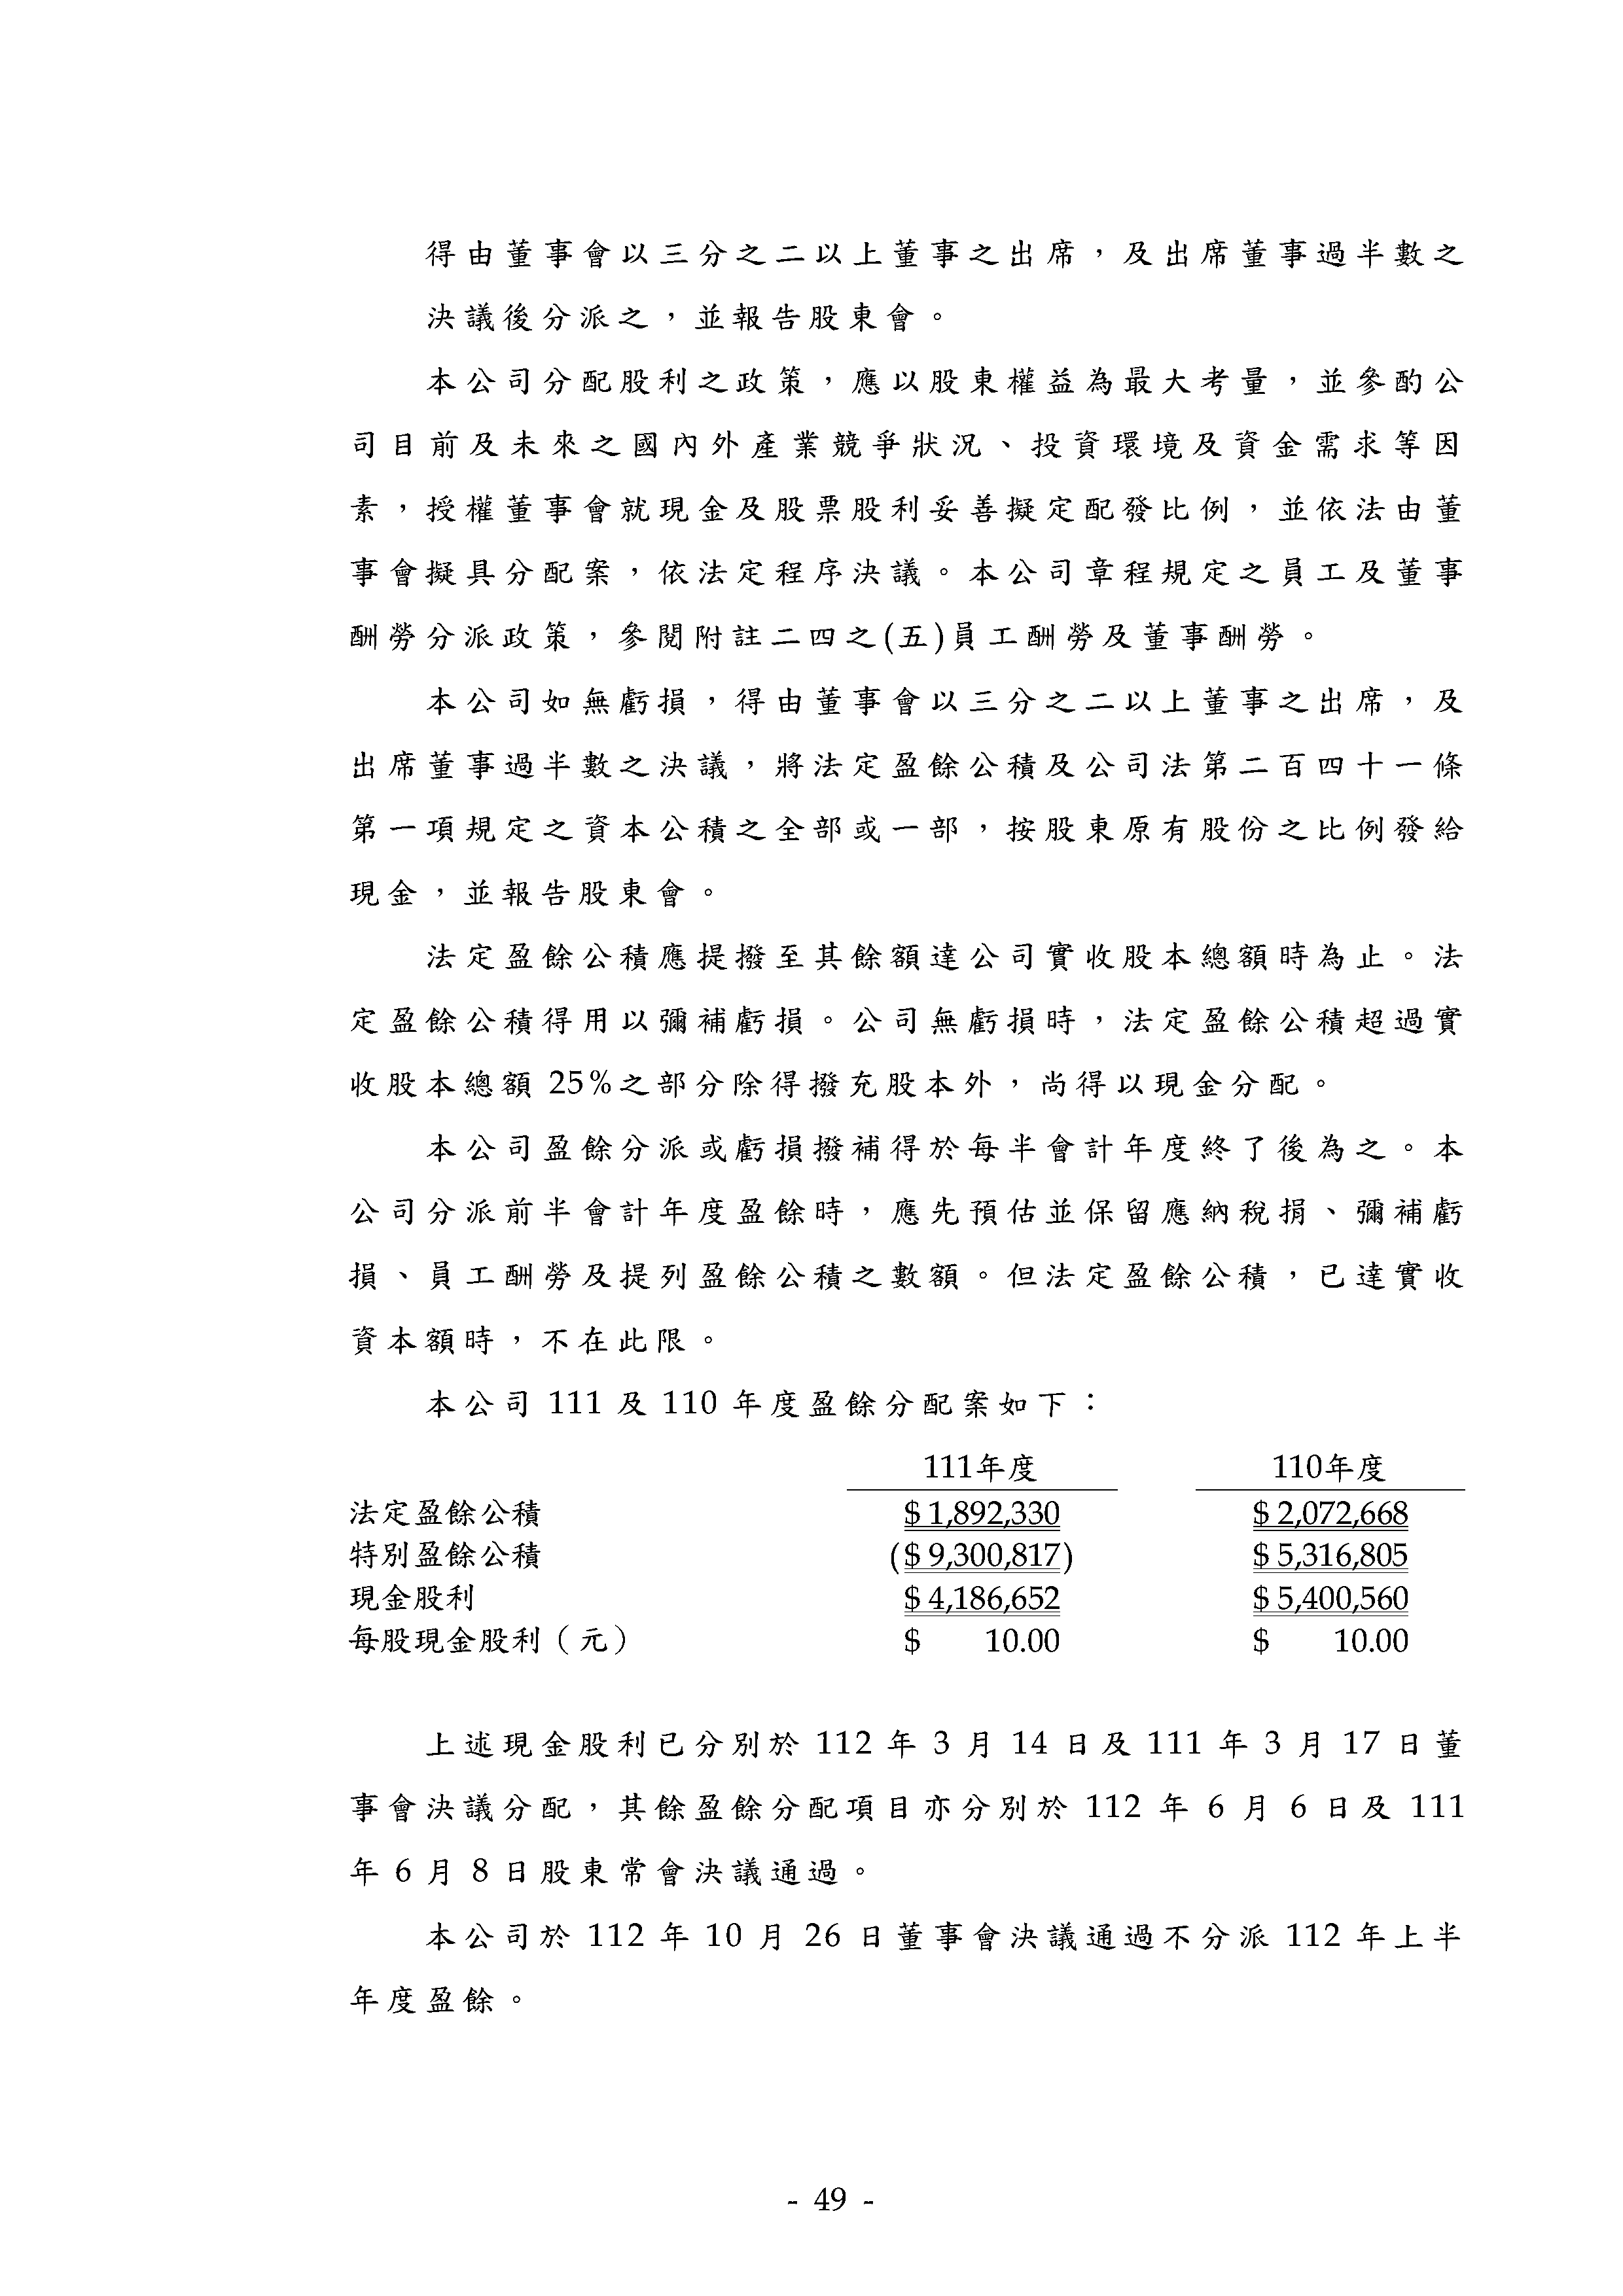 得由董事會以三分之二以上董事之出席，及出席董事過半數之
決議後分派之，並報告股東會。
本公司分配股利之政策，應以股東權益為最大考量，並參酌公
司目前及未來之國內外產業競爭狀況、投資環境及資金需求等因
素，授權董事會就現金及股票股利妥善擬定配發比例，並依法由董
事會擬具分配案，依法定程序決議。本公司章程規定之員工及董事
酬勞分派政策，參閱附註二四之(五)員工酬勞及董事酬勞。
本公司如無虧損，得由董事會以三分之二以上董事之出席，及
出席董事過半數之決議，將法定盈餘公積及公司法第二百四十一條
第一項規定之資本公積之全部或一部，按股東原有股份之比例發給
現金，並報告股東會。
法定盈餘公積應提撥至其餘額達公司實收股本總額時為止。法
定盈餘公積得用以彌補虧損。公司無虧損時，法定盈餘公積超過實
收股本總額 25%之部分除得撥充股本外，尚得以現金分配。
本公司盈餘分派或虧損撥補得於每半會計年度終了後為之。本
公司分派前半會計年度盈餘時，應先預估並保留應納稅捐、彌補虧
損、員工酬勞及提列盈餘公積之數額。但法定盈餘公積，已達實收
資本額時，不在此限。
本公司 111 及 110 年度盈餘分配案如下：
111年度 110年度
法定盈餘公積 $ 1,892,330 $ 2,072,668
特別盈餘公積 ($ 9,300,817) $ 5,316,805
現金股利 $ 4,186,652 $ 5,400,560
每股現金股利（元） $ 10.00 $ 10.00
上述現金股利已分別於 112 年 3 月 14 日及 111 年 3 月 17 日董
事會決議分配，其餘盈餘分配項目亦分別於 112 年 6 月 6 日及 111
年 6 月 8 日股東常會決議通過。
本公司於 112 年 10 月 26 日董事會決議通過不分派 112 年上半
年度盈餘。
- 49 -